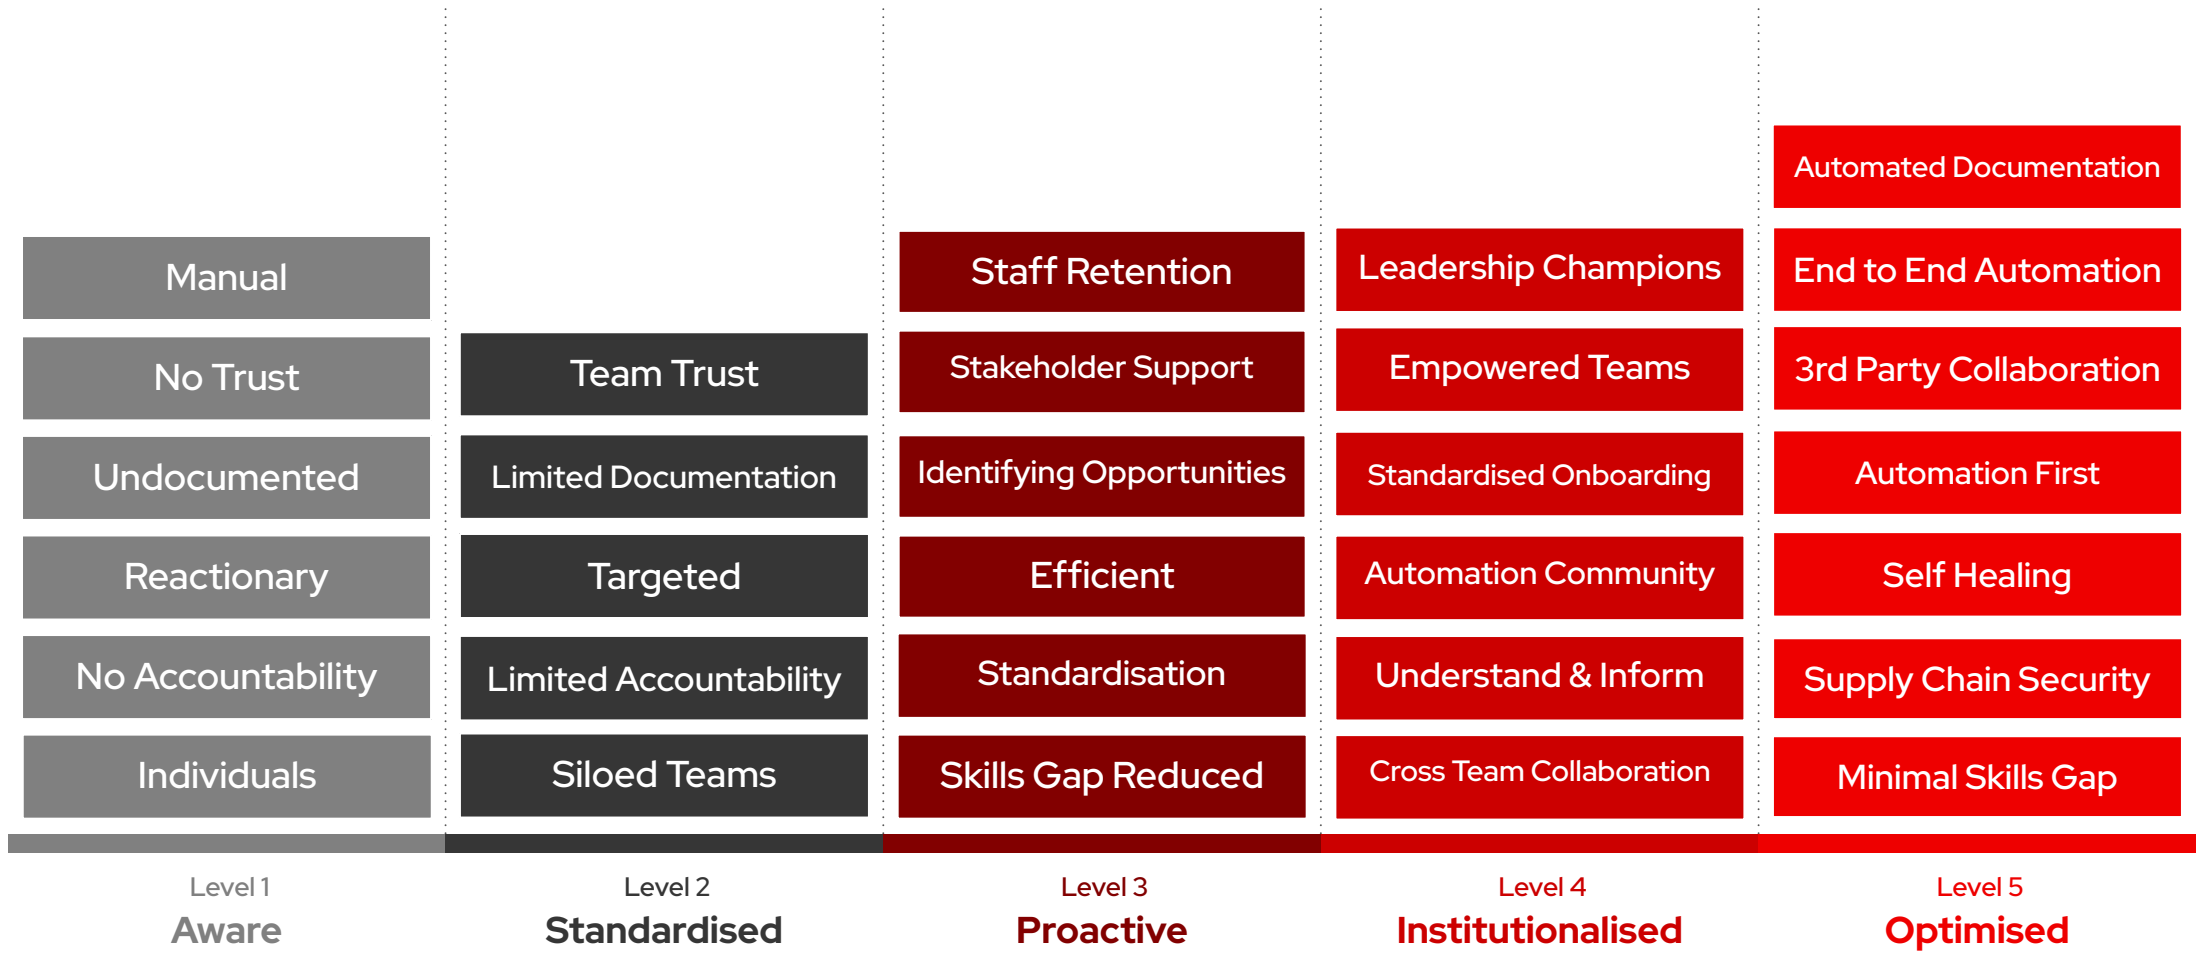 Manual
No Trust
Undocumented
Reactionary
No Accountability
Individuals
Level 1
Aware
Team Trust
Limited Documentation
Targeted
Limited Accountability
Siloed Teams
Level 2
Standardised
Staff Retention
Stakeholder Support
Identifying Opportunities
Efficient
Standardisation
Skills Gap Reduced
Level 3
Proactive
Leadership Champions
Empowered Teams
Standardised Onboarding
Automation Community
Understand & Inform
Cross Team Collaboration
Level 4
Institutionalised
Automated Documentation
End to End Automation
3rd Party Collaboration
Automation First
Self Healing
Supply Chain Security
Minimal Skills Gap
Level 5
Optimised